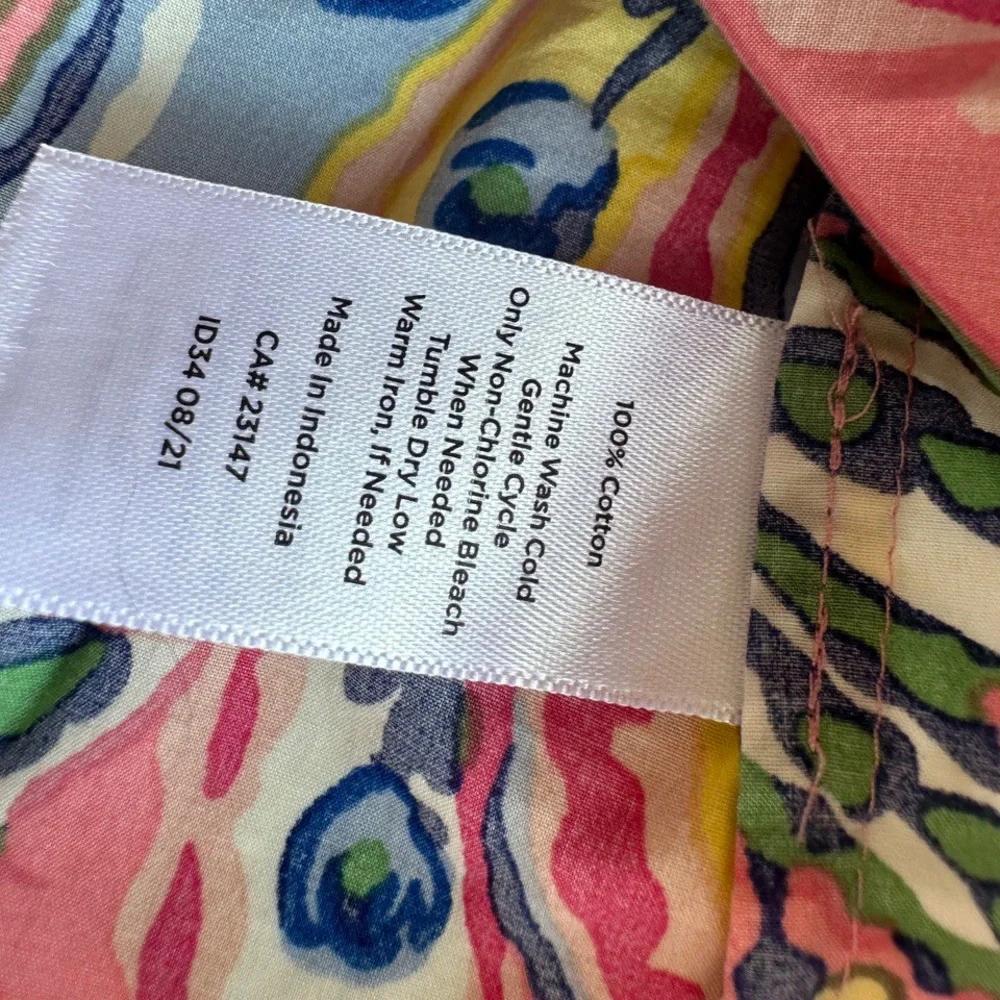 100% Cotton
Machine Wash Cold
Gentle Cycle
Only Non-Chlorine Bleach
When Needed
Tumble Dry Low
Warm Iron, If Needed
Made In Indonesia
CA# 23147
ID34 08/21